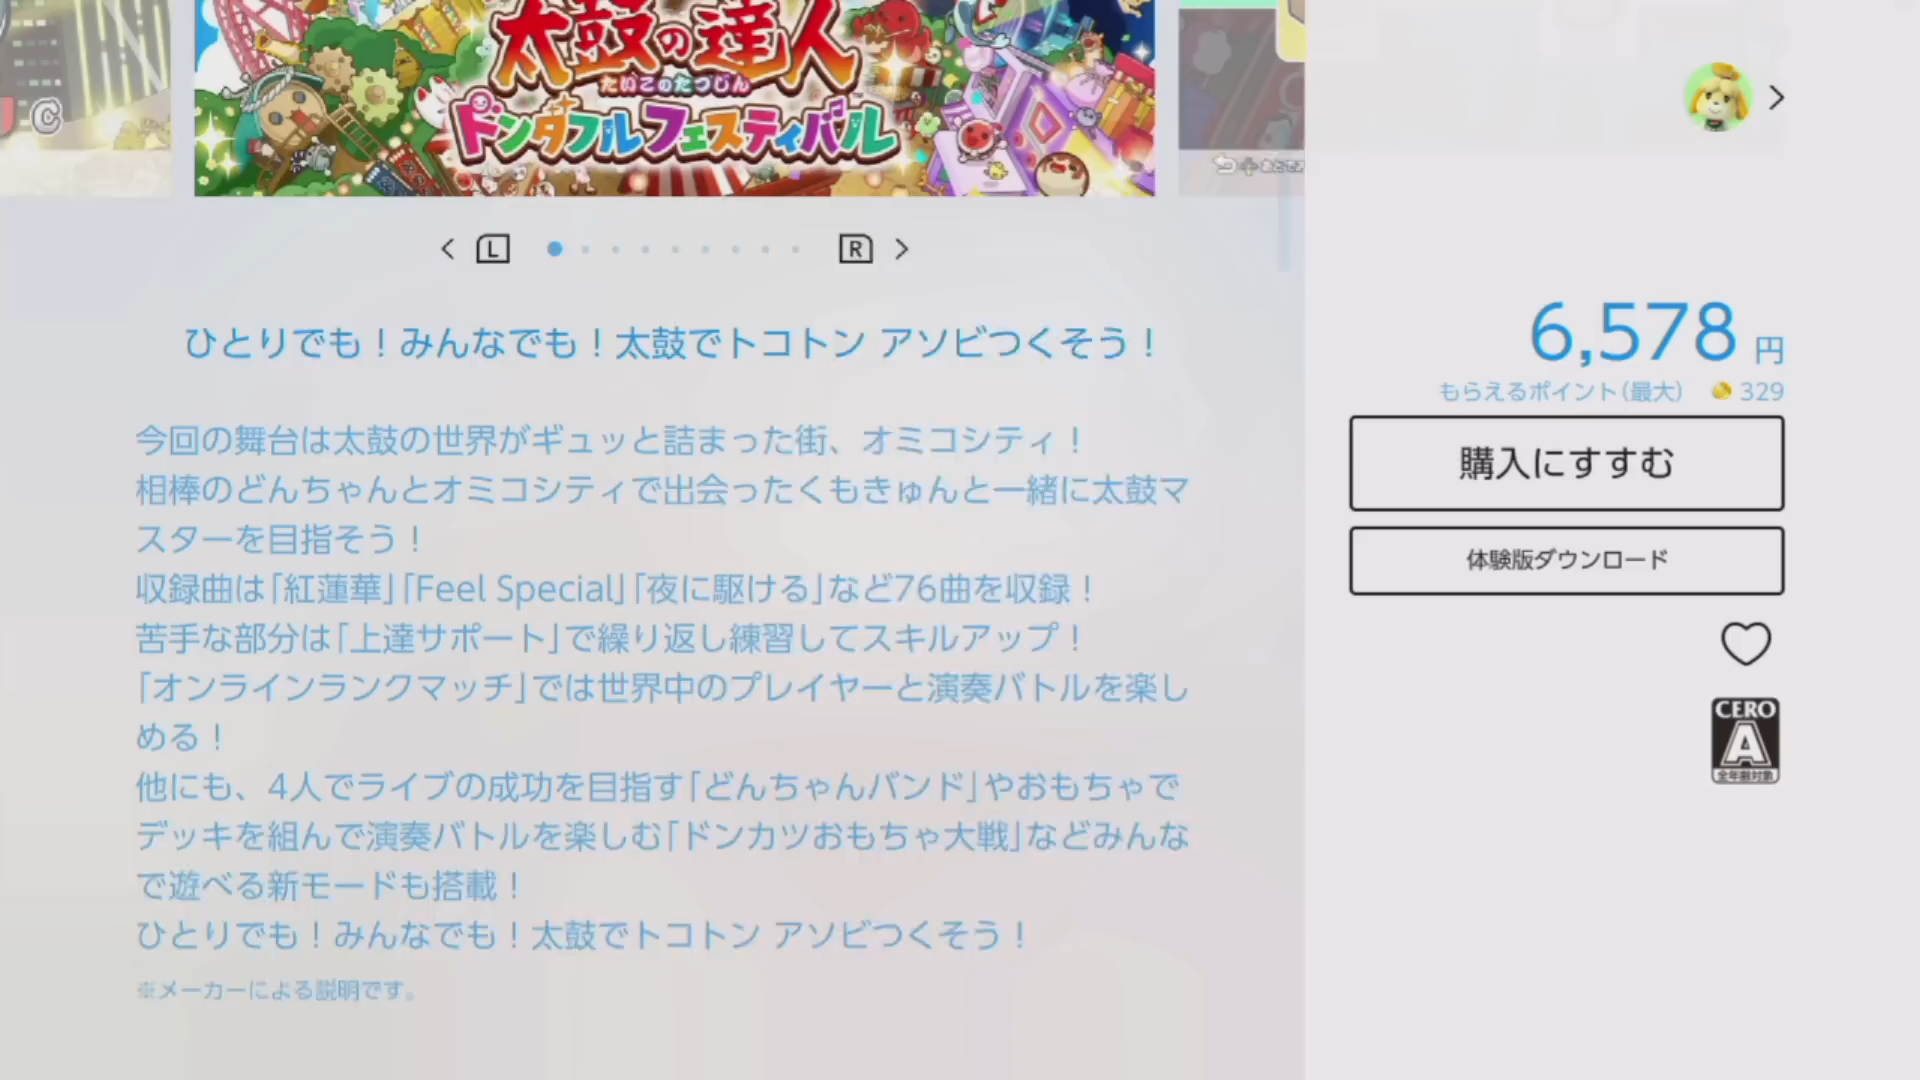 太鼓の達人
たいこのたつじん
ドンダフルフェスティバル
C
L
R
ひとりでも！みんなでも！太鼓でトコトン アソビつくそう！
今回の舞台は太鼓の世界がギュッと詰まった街、オミコシティ！
相棒のどんちゃんとオミコシティで出会ったくもきゅんと一緒に太鼓マ
スターを目指そう！
収録曲は「紅蓮華」「Feel Special」「夜に駆ける」など76曲を収録！
苦手な部分は「上達サポート」で繰り返し練習してスキルアップ！
「オンラインランクマッチ」では世界中のプレイヤーと演奏バトルを楽し
める！
他にも、4人でライブの成功を目指す「どんちゃんバンド」やおもちゃで
デッキを組んで演奏バトルを楽しむ「ドンカツおもちゃ大戦」などみんな
で遊べる新モードも搭載！
ひとりでも！みんなでも！太鼓でトコトン アソビつくそう！
※メーカーによる説明です。
6,578 円
もらえるポイント（最大） 329
購入にすすむ
体験版ダウンロード
CERO
A
全年齢対象